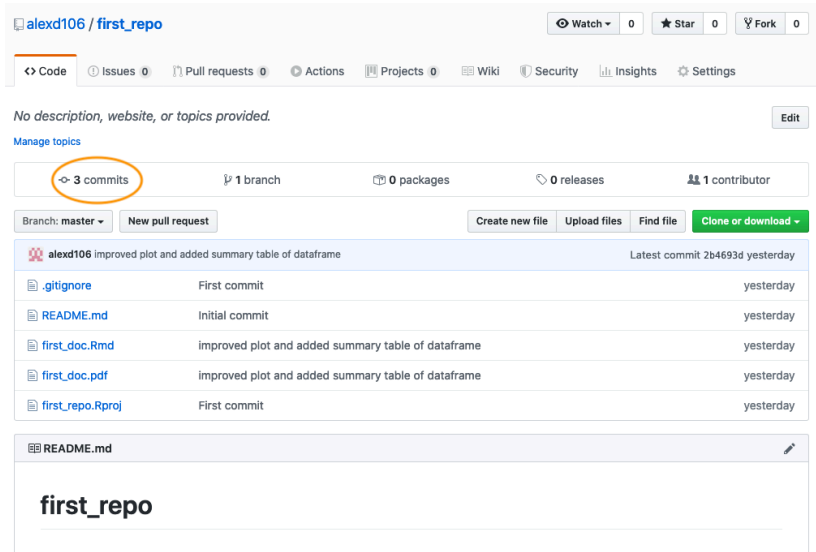 alexd106 / first_repo Watch 0 Star 0 Fork 0
Code Issues 0 Pull requests 0 Actions Projects 0 Wiki Security Insights Settings
No description, website, or topics provided. Edit
Manage topics
3 commits 1 branch 0 packages 0 releases 1 contributor
Branch: master New pull request Create new file Upload files Find file Clone or download
alexd106 improved plot and added summary table of dataframe Latest commit 2b4693d yesterday
.gitignore First commit yesterday
README.md Initial commit yesterday
first_doc.Rmd improved plot and added summary table of dataframe yesterday
first_doc.pdf improved plot and added summary table of dataframe yesterday
first_repo.Rproj First commit yesterday
README.md
first_repo